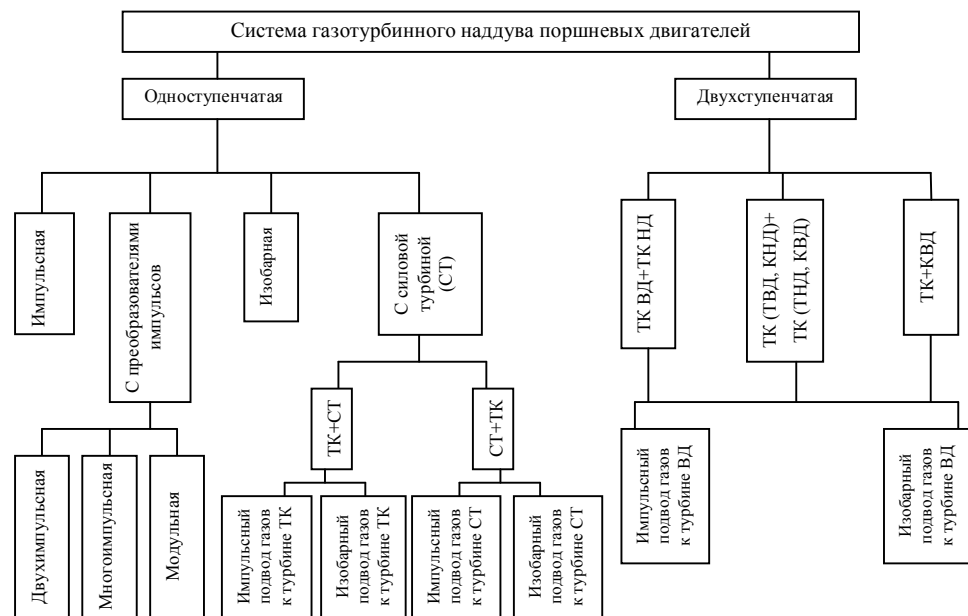 Система газотурбинного наддува поршневых двигателей
Одноступенчатая
Двухступенчатая
Импульсная
С преобразователями
импульсов
Изобарная
С силовой
турбиной
(СТ)
ТК ВД+ТК НД
ТК (ТВД, КНД)+
ТК (ТНД, КВД)
ТК+КВД
ТК+СТ
СТ+ТК
Двухимпульсная
Многоимпульсная
Модульная
Импульсный
подвод газов
к турбине ТК
Изобарный
подвод газов
к турбине ТК
Импульсный
подвод газов
к турбине СТ
Изобарный
подвод газов
к турбине СТ
Импульсный
подвод газов
к турбине ВД
Изобарный
подвод газов
к турбине ВД